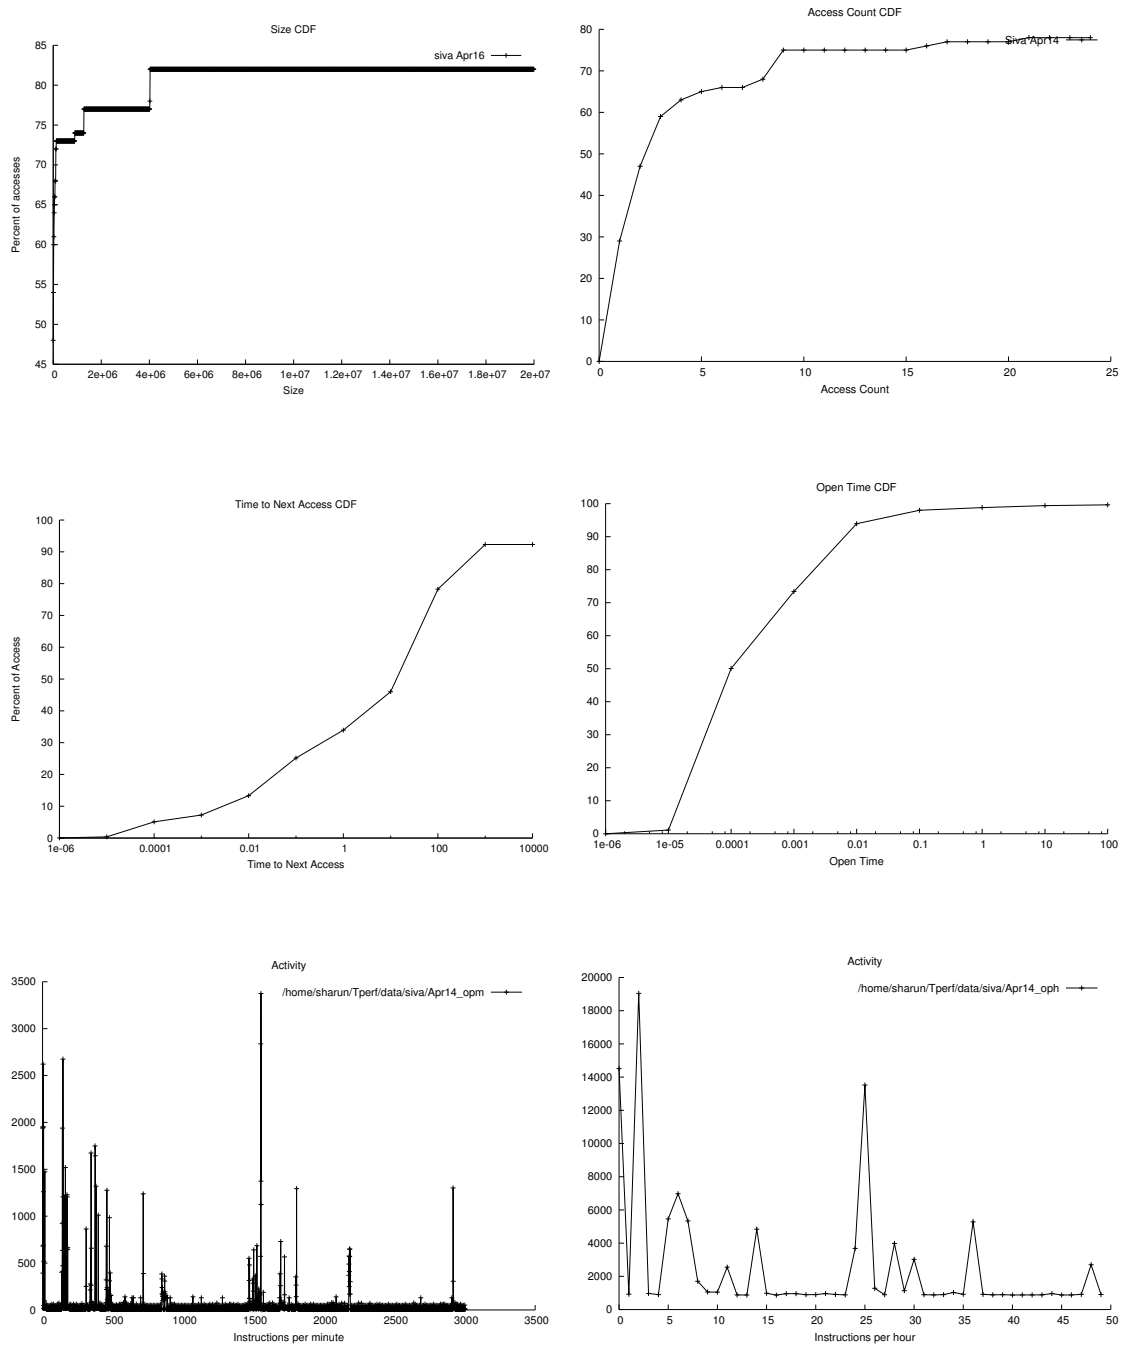 Size CDF
85
80
75
70
65
60
55
50
45
Percent of accesses
siva Apr16
0 2e+06 4e+06 6e+06 8e+06 1e+07 1.2e+07 1.4e+07 1.6e+07 1.8e+07 2e+07
Size
Access Count CDF
80
70
60
50
40
30
20
10
0
Siva Apr14
0 5 10 15 20 25
Access Count
Time to Next Access CDF
100
90
80
70
60
50
40
30
20
10
0
Percent of Access
1e-06 0.0001 0.01 1 100 10000
Time to Next Access
Open Time CDF
100
90
80
70
60
50
40
30
20
10
0
1e-06 1e-05 0.0001 0.001 0.01 0.1 1 10 100
Open Time
Activity
3500
3000
2500
2000
1500
1000
500
0
/home/sharun/Tperf/data/siva/Apr14_opm
0 500 1000 1500 2000 2500 3000 3500
Instructions per minute
Activity
20000
18000
16000
14000
12000
10000
8000
6000
4000
2000
0
/home/sharun/Tperf/data/siva/Apr14_oph
0 5 10 15 20 25 30 35 40 45 50
Instructions per hour